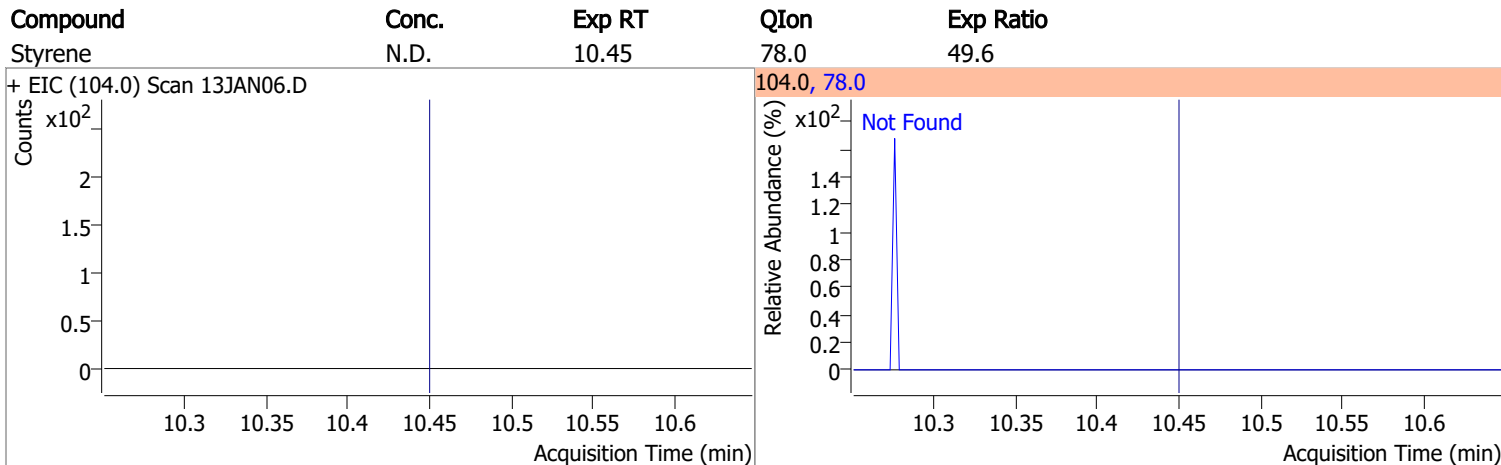 Compound Conc. Exp RT QIon Exp Ratio
Styrene N.D. 10.45 78.0 49.6
+ EIC (104.0) Scan 13JAN06.D
Counts
x10²
2
1.5
1
0.5
0
10.3 10.35 10.4 10.45 10.5 10.55 10.6
Acquisition Time (min)
104.0, 78.0
Relative Abundance (%)
x10²
Not Found
1.4
1.2
1
0.8
0.6
0.4
0.2
0
10.3 10.35 10.4 10.45 10.5 10.55 10.6
Acquisition Time (min)